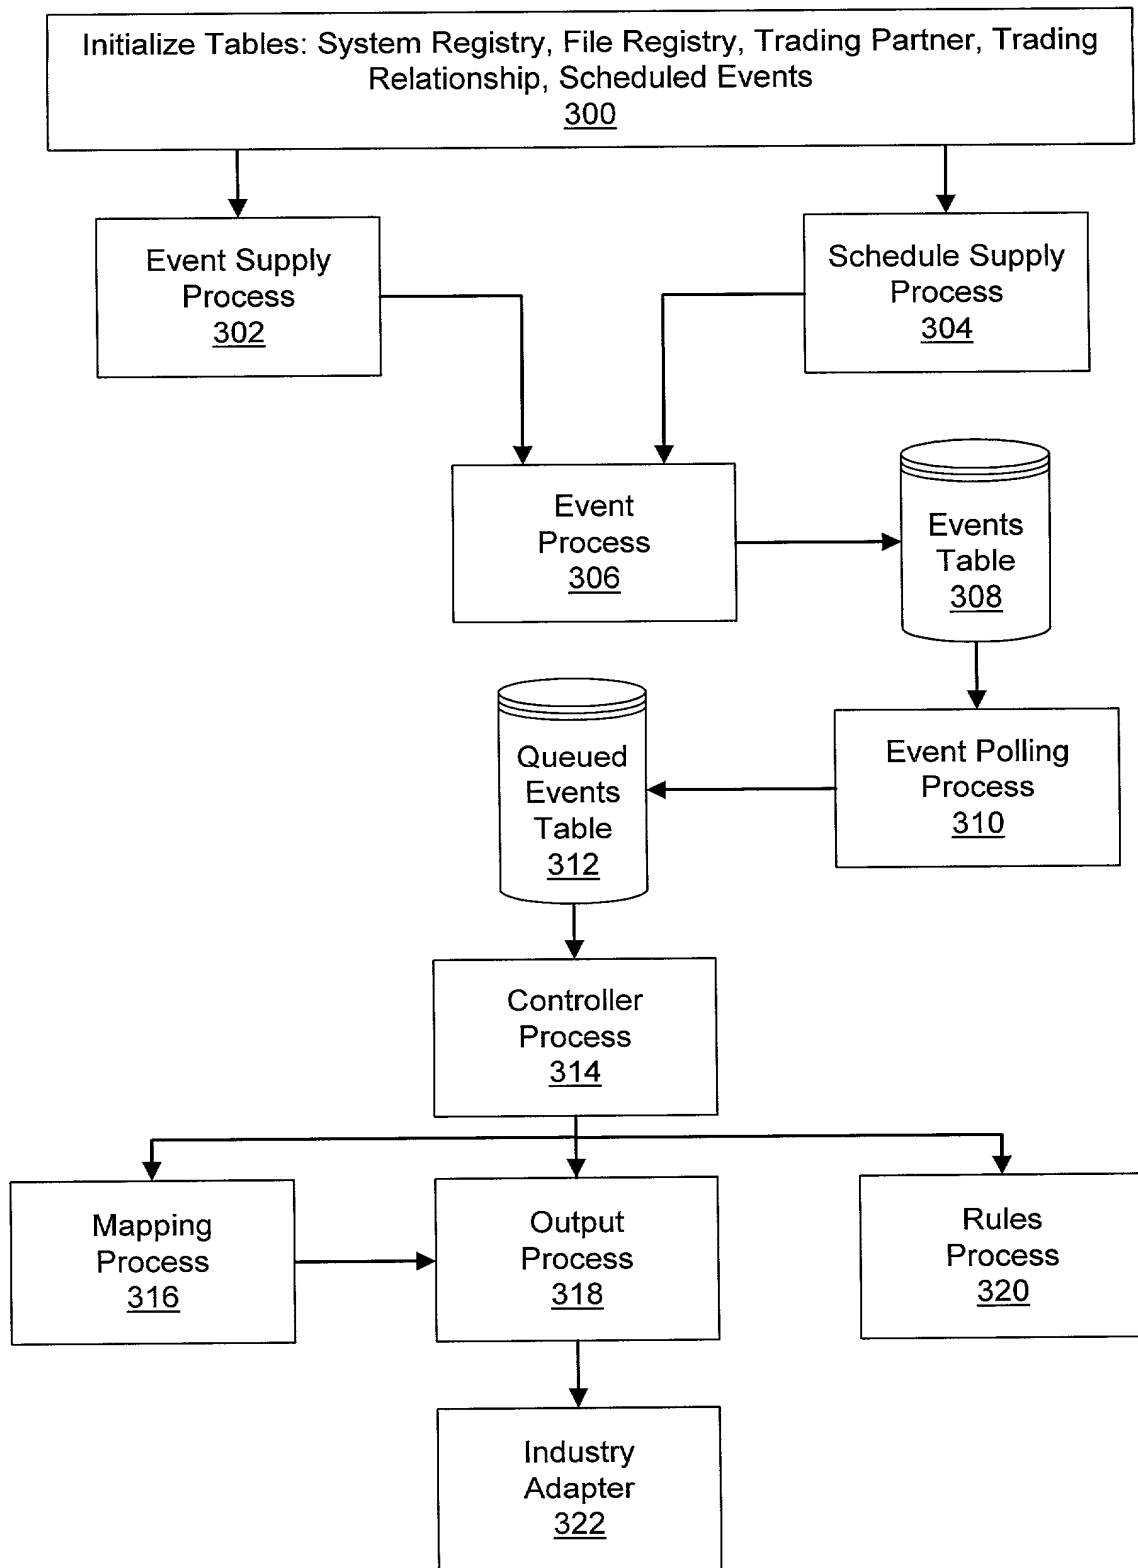 Initialize Tables: System Registry, File Registry, Trading Partner, Trading
Relationship, Scheduled Events
300
Event Supply
Process
302
Schedule Supply
Process
304
Event
Process
306
Events
Table
308
Queued
Events
Table
312
Event Polling
Process
310
Controller
Process
314
Mapping
Process
316
Output
Process
318
Rules
Process
320
Industry
Adapter
322